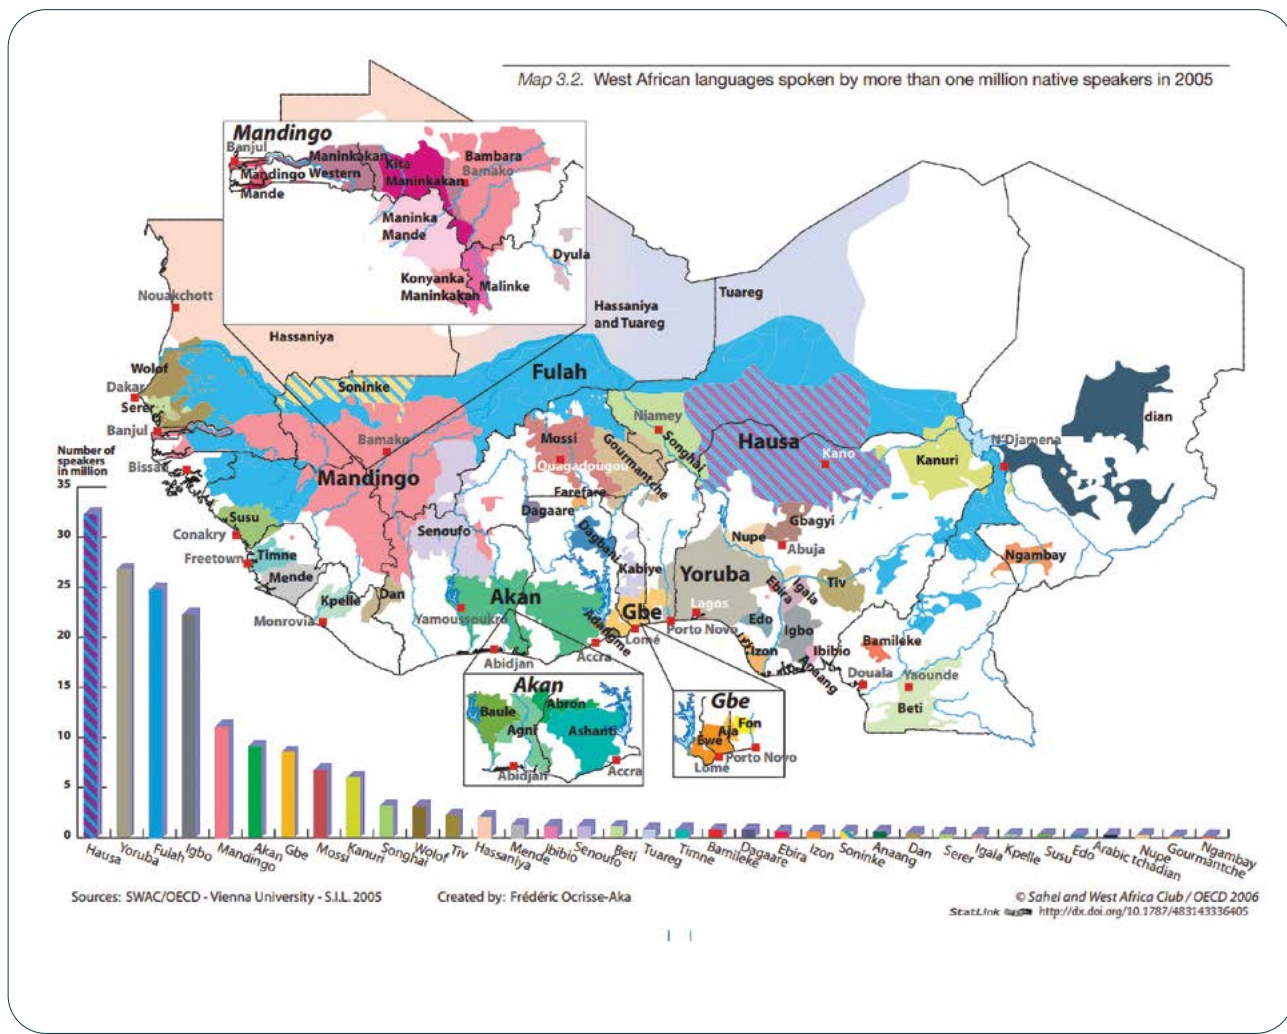 Map 3.2. West African languages spoken by more than one million native speakers in 2005
Mandingo
Banjul
Maninkakan
Western
Kita
Maninkakan
Bambara
Bamako
Mandingo
Mande
Maninka
Mande
Dyula
Konyanka
Maninkakan
Malinke
Nouakchott
Hassaniya
Hassaniya
and Tuareg
Tuareg
Wolof
Dakar
Serer
Banjul
Bissau
Soninke
Fulah
Bamako
Mandingo
Mossi
Ouagadougou
Gourmantche
Niamey
Songhai
Hausa
Kano
Kanuri
N'Djamena
dian
Farefare
Dagaare
Dagbani
Senoufo
Susu
Conakry
Freetown
Timne
Mende
Kpelle
Monrovia
Dan
Yamoussoukro
Akan
Abidjan
Accra
Adangme
Kabiye
Gbe
Lomé
Porto Novo
Yoruba
Lagos
Nupe
Gbagyi
Abuja
Ebira
Igala
Tiv
Edo
Igbo
Izon
Ibibio
Anaang
Ngambay
Bamileke
Douala
Yaounde
Beti
Akan
Baule
Agni
Abron
Ashanti
Abidjan
Accra
Gbe
Ewe
Aja
Fon
Lomé
Porto Novo
Number of
speakers
in million
35
30
25
20
15
10
5
0
Hausa
Yoruba
Fulah
Igbo
Mandingo
Akan
Gbe
Mossi
Kanuri
Songhai
Wolof
Tiv
Hassaniya
Mende
Ibibio
Senoufo
Beti
Tuareg
Timne
Bamileke
Dagaare
Ebira
Izon
Soninke
Anaang
Dan
Serer
Igala
Kpelle
Susu
Edo
Arabic tchadian
Nupe
Gourmantche
Ngambay
Sources: SWAC/OECD - Vienna University - S.I.L. 2005
Created by: Frédéric Ocrisse-Aka
© Sahel and West Africa Club / OECD 2006
StatLink http://dx.doi.org/10.1787/483143336405